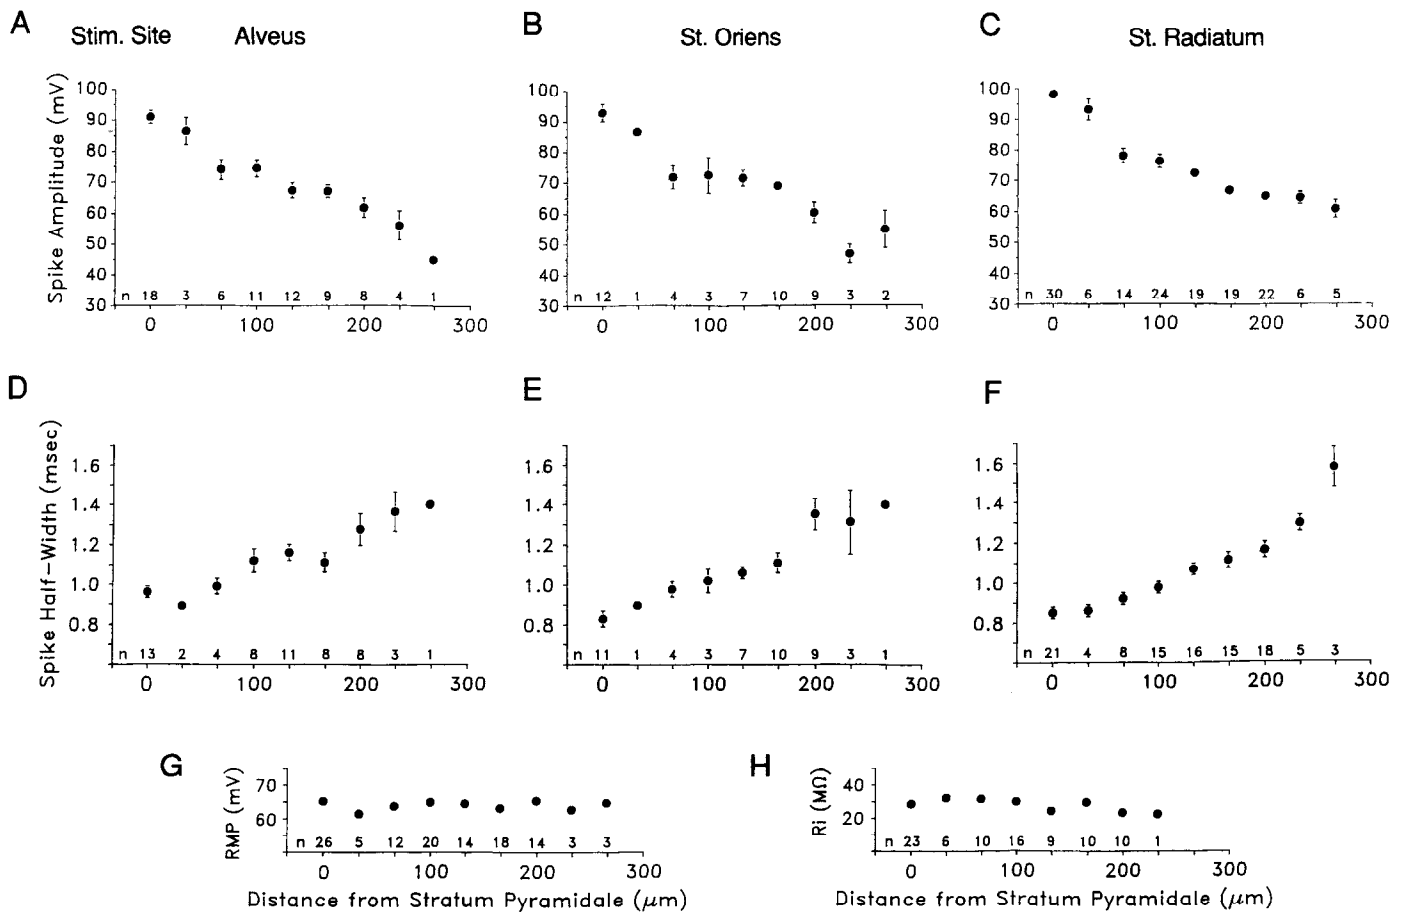 A B C
Stim. Site Alveus St. Oriens St. Radiatum
Spike Amplitude (mV)
100 90 80 70 60 50 40 30
n 18 3 6 11 12 9 8 4 1
0 100 200 300
100 90 80 70 60 50 40 30
n 12 1 4 3 7 10 9 3 2
0 100 200 300
100 90 80 70 60 50 40 30
n 30 6 14 24 19 19 22 6 5
0 100 200 300
D E F
Spike Half-Width (msec)
1.6 1.4 1.2 1.0 0.8
n 13 2 4 8 11 8 8 3 1
0 100 200 300
1.6 1.4 1.2 1.0 0.8
n 11 1 4 3 7 10 9 3 1
0 100 200 300
1.6 1.4 1.2 1.0 0.8
n 21 4 8 15 16 15 18 5 3
0 100 200 300
G H
RMP (mV)
70 60
n 26 5 12 20 14 18 14 3 3
0 100 200 300
Distance from Stratum Pyramidale (μm)
Ri (MΩ)
40 20
n 23 6 10 16 9 10 10 1
0 100 200 300
Distance from Stratum Pyramidale (μm)